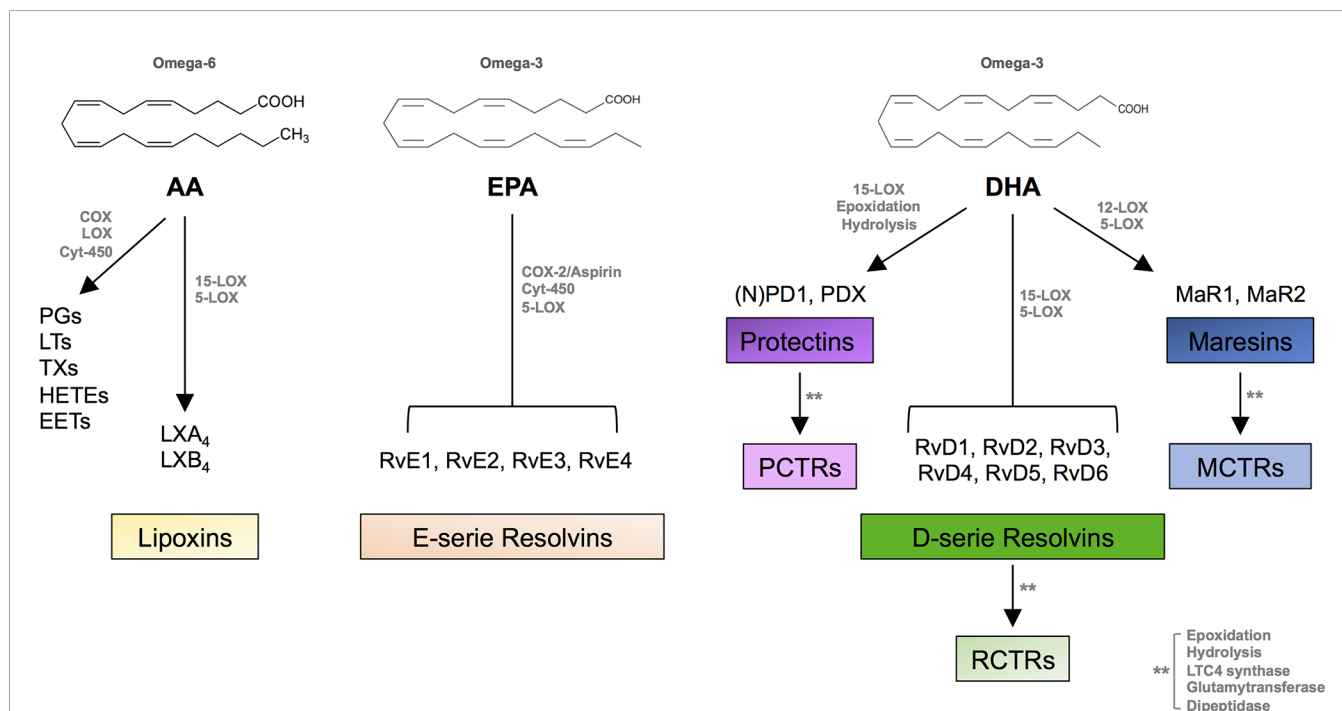 Omega-6
COOH
CH3
AA
COX
LOX
Cyt-450
15-LOX
5-LOX
PGs
LTs
TXs
HETEs
EETs
LXA4
LXB4
Lipoxins
Omega-3
COOH
EPA
COX-2/Aspirin
Cyt-450
5-LOX
RvE1, RvE2, RvE3, RvE4
E-serie Resolvins
Omega-3
COOH
DHA
15-LOX
Epoxidation
Hydrolysis
(N)PD1, PDX
Protectins
**
PCTRs
15-LOX
5-LOX
RvD1, RvD2, RvD3,
RvD4, RvD5, RvD6
D-serie Resolvins
**
RCTRs
12-LOX
5-LOX
MaR1, MaR2
Maresins
**
MCTRs
**
Epoxidation
Hydrolysis
LTC4 synthase
Glutamytransferase
Dipeptidase